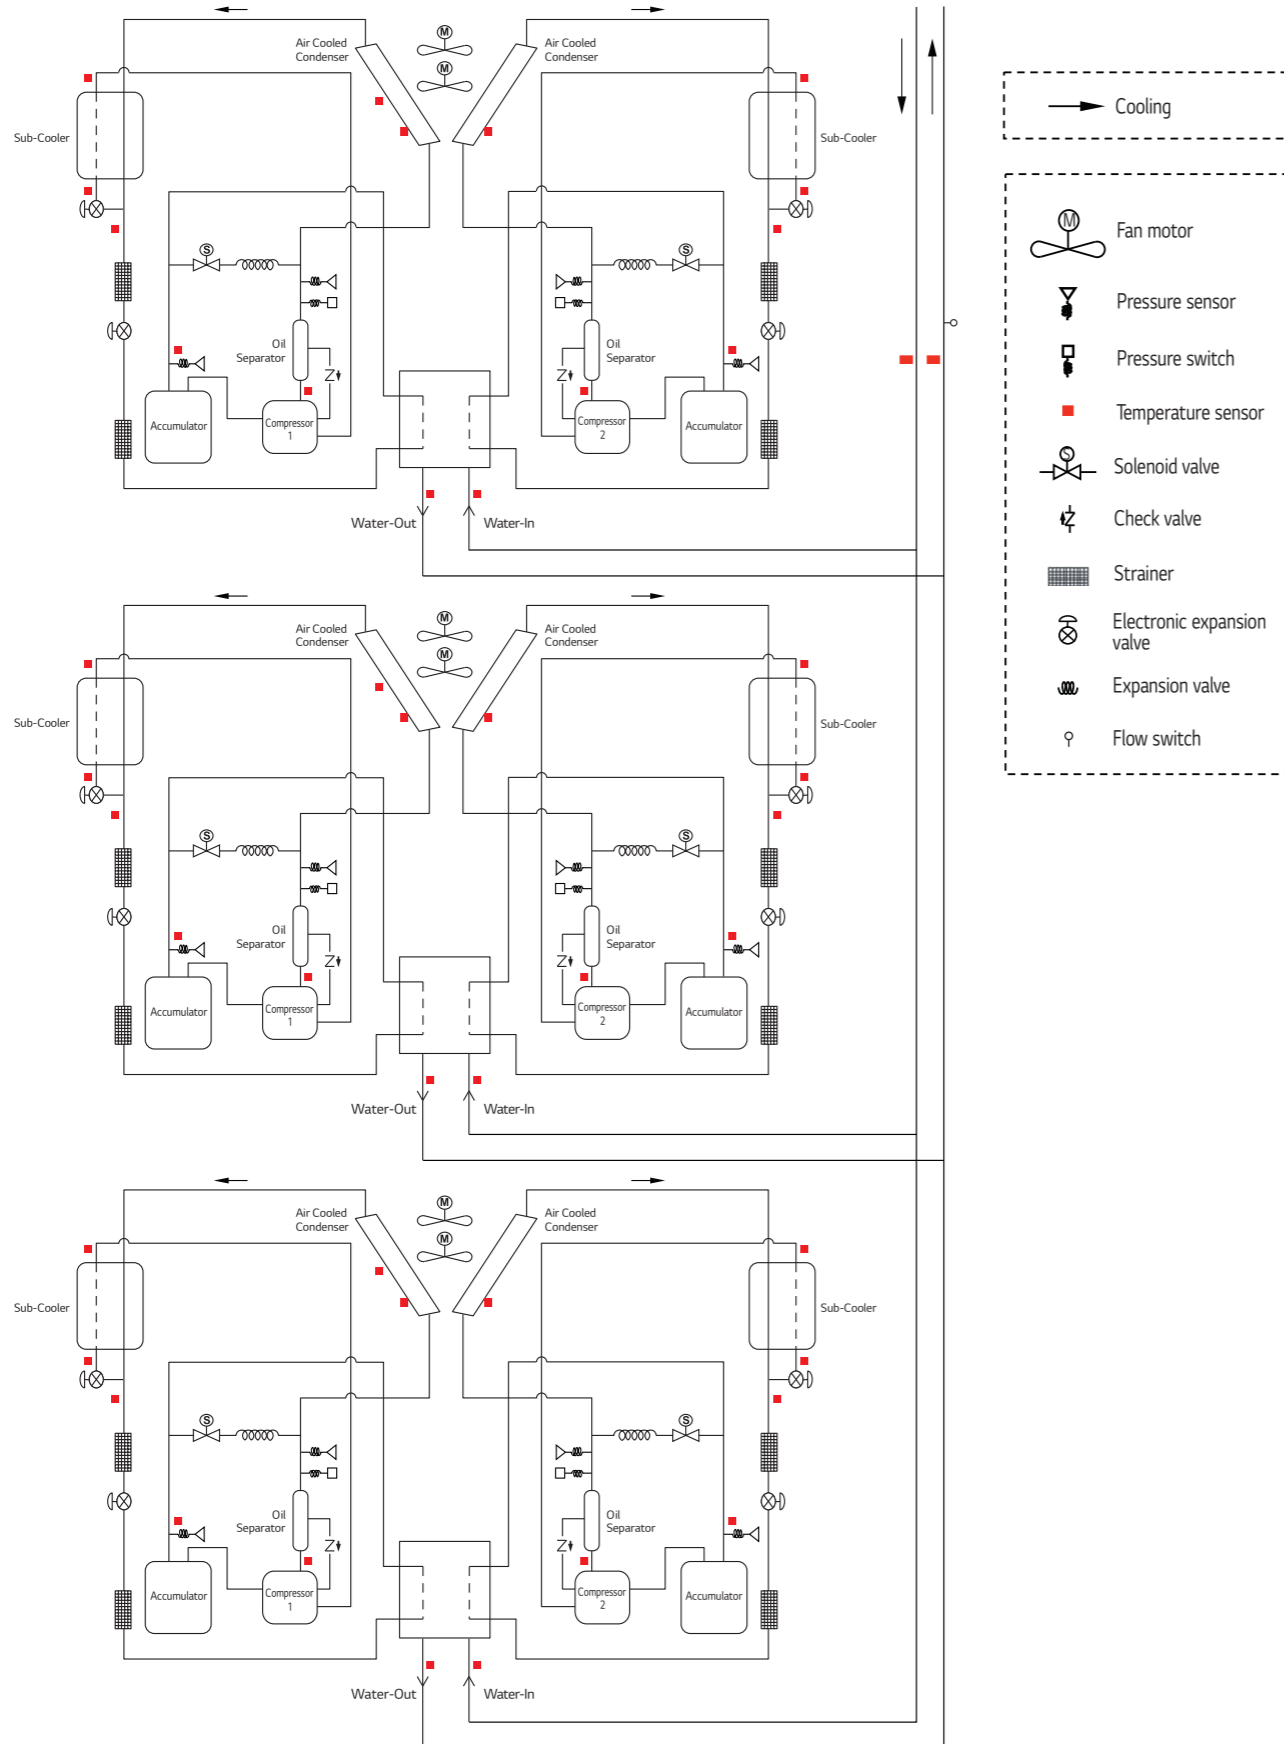 M
Air Cooled
Condenser
Air Cooled
Condenser
M
Sub-Cooler
Sub-Cooler
S
S
Oil
Separator
Oil
Separator
Z
Z
Accumulator
Compressor
1
Compressor
2
Accumulator
Water-Out
Water-In
M
Air Cooled
Condenser
Air Cooled
Condenser
M
Sub-Cooler
Sub-Cooler
S
S
Oil
Separator
Oil
Separator
Z
Z
Accumulator
Compressor
1
Compressor
2
Accumulator
Water-Out
Water-In
M
Air Cooled
Condenser
Air Cooled
Condenser
M
Sub-Cooler
Sub-Cooler
S
S
Oil
Separator
Oil
Separator
Z
Z
Accumulator
Compressor
1
Compressor
2
Accumulator
Water-Out
Water-In
Cooling
M
Fan motor
Pressure sensor
Pressure switch
Temperature sensor
S
Solenoid valve
Z
Check valve
Strainer
Electronic expansion
valve
Expansion valve
Flow switch